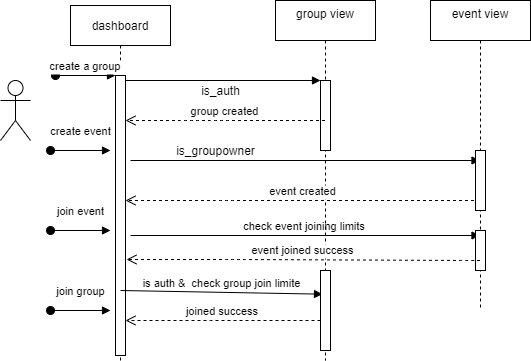 dashboard
group view
event view
create a group
is_auth
group created
create event
is_groupowner
event created
join event
check event joining limits
event joined success
is auth & check group join limite
join group
joined success